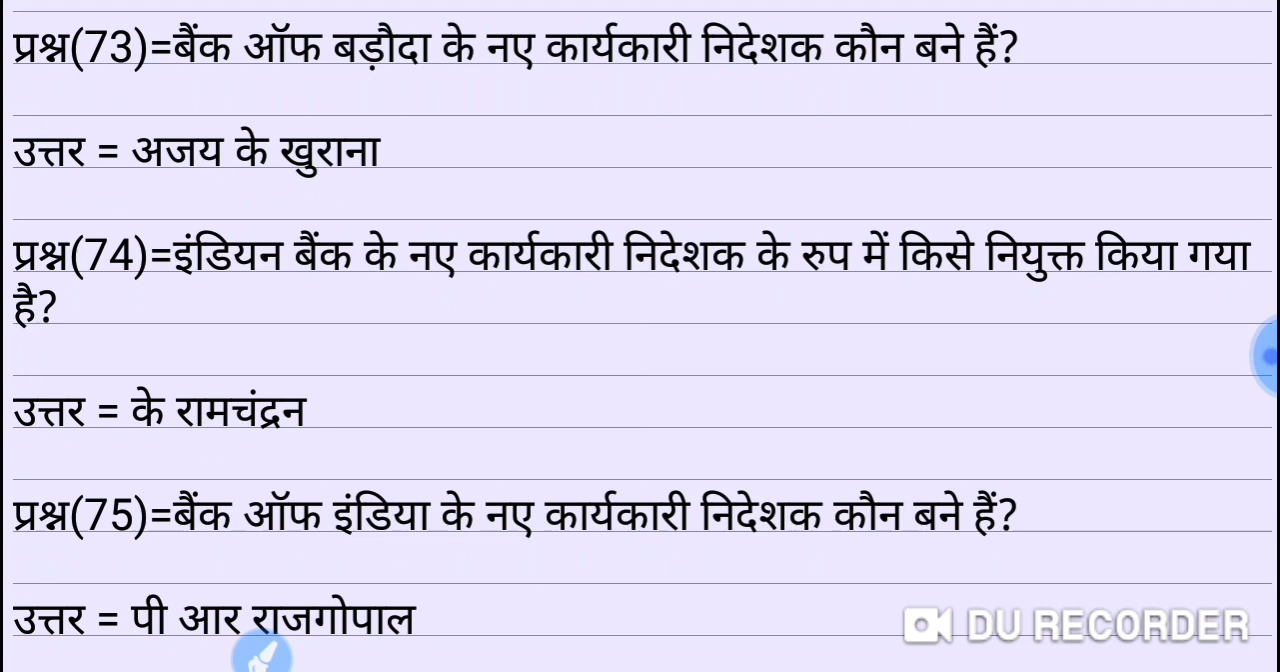 प्रश्न(73)=बैंक ऑफ बड़ौदा के नए कार्यकारी निदेशक कौन बने हैं?
उत्तर = अजय के खुराना
प्रश्न(74)=इंडियन बैंक के नए कार्यकारी निदेशक के रुप में किसे नियुक्त किया गया
है?
उत्तर = के रामचंद्रन
प्रश्न(75)=बैंक ऑफ इंडिया के नए कार्यकारी निदेशक कौन बने हैं?
उत्तर = पी आर राजगोपाल
DU RECORDER